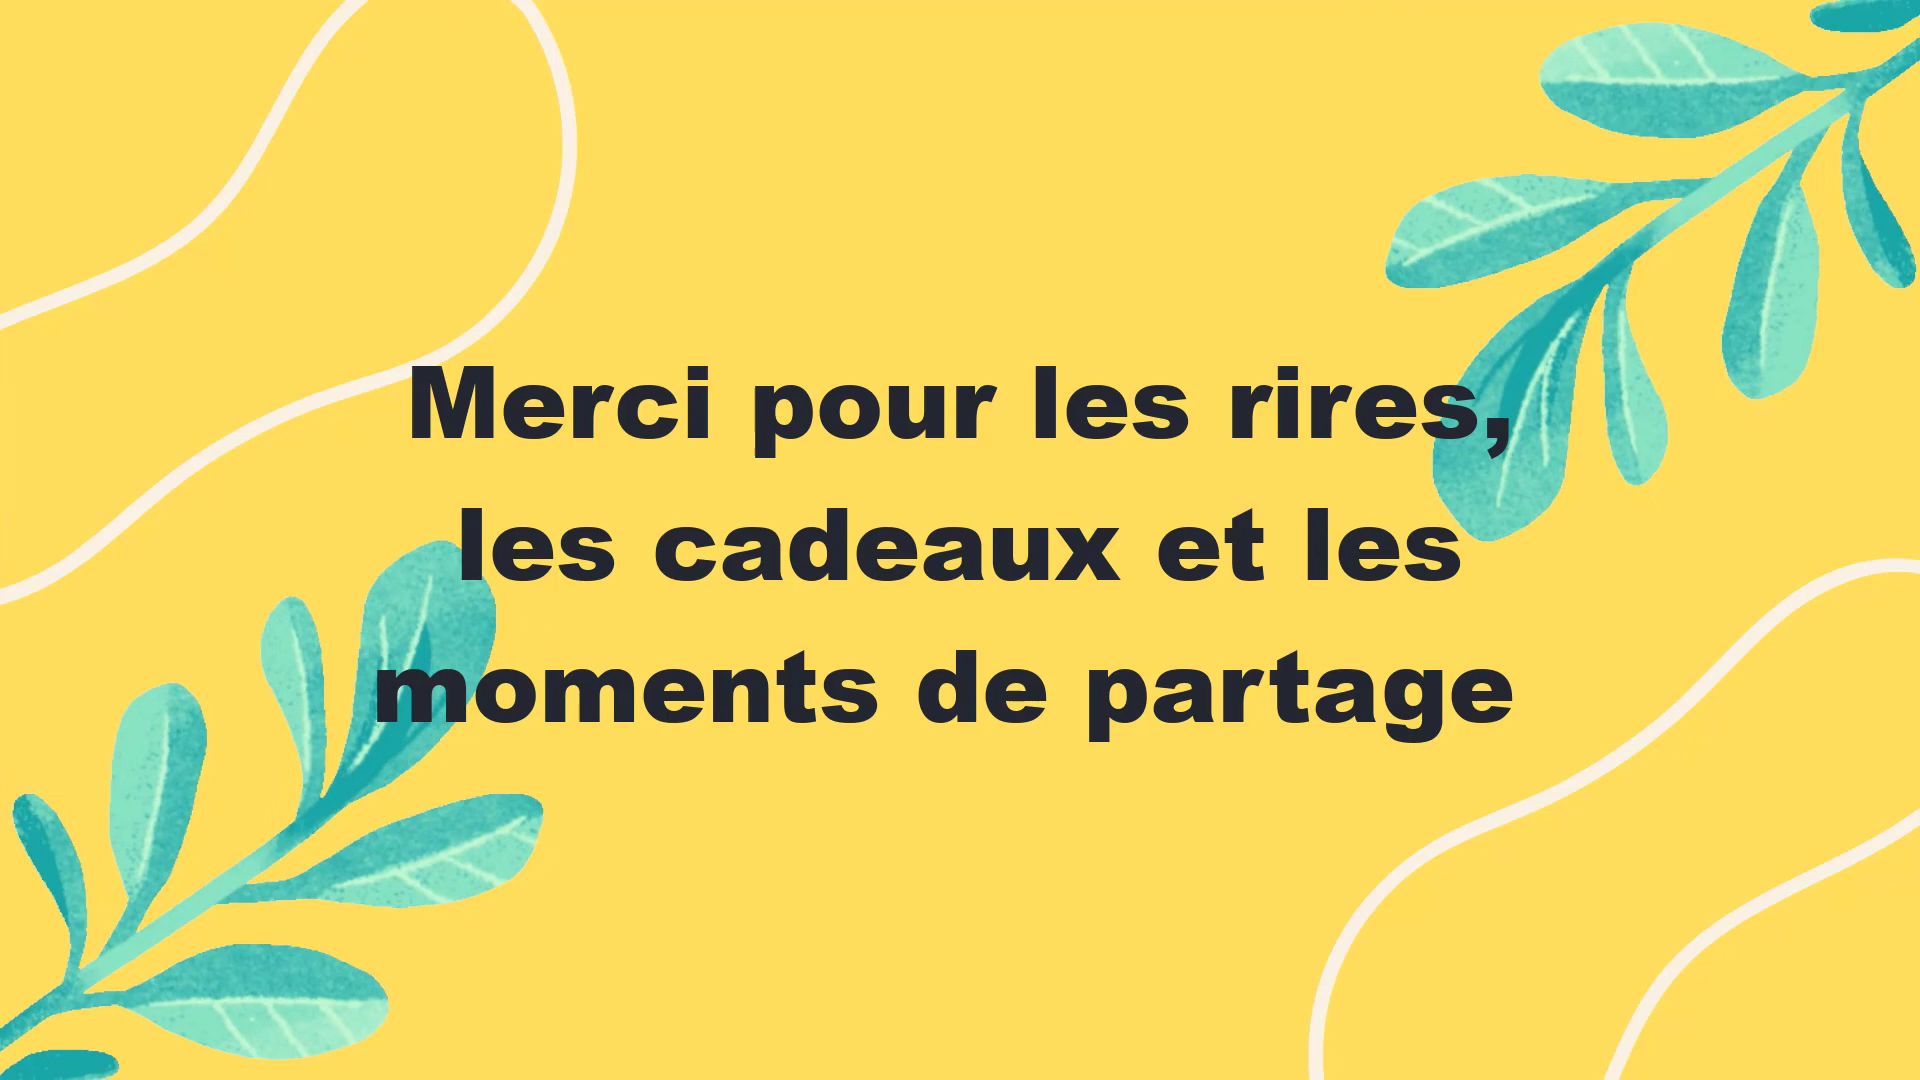 Merci pour les rires,
les cadeaux et les
moments de partage